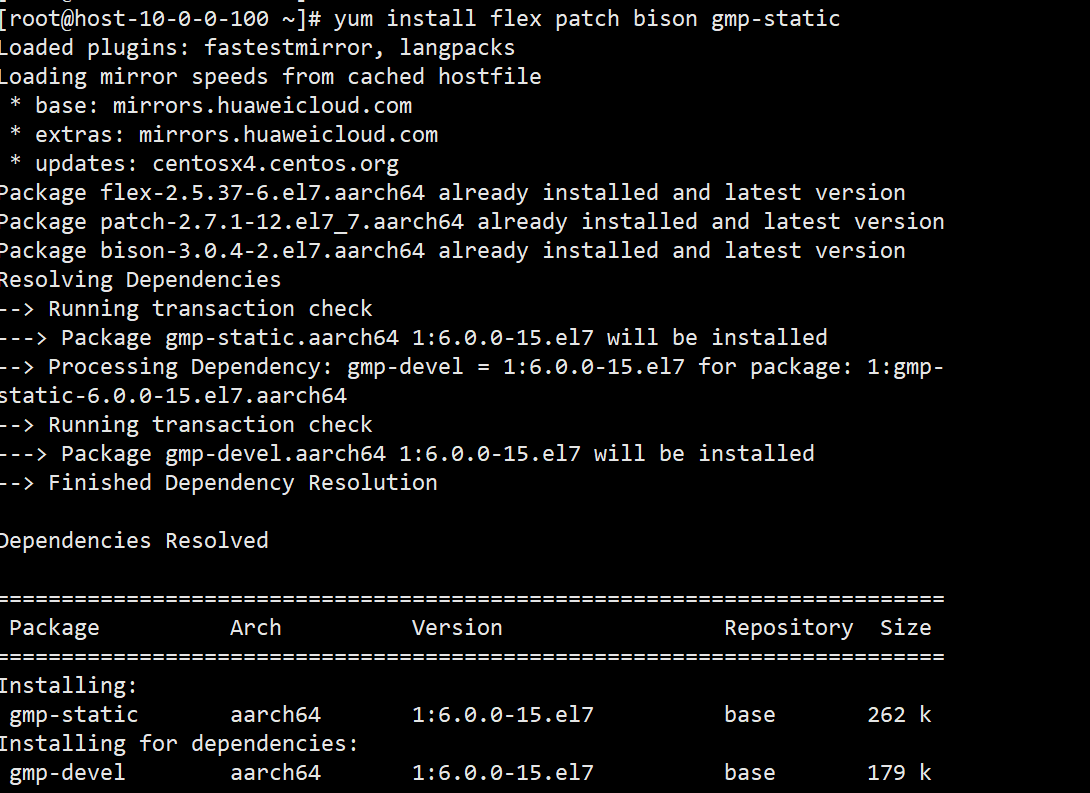 [root@host-10-0-0-100 ~]# yum install flex patch bison gmp-static
Loaded plugins: fastestmirror, langpacks
Loading mirror speeds from cached hostfile
 * base: mirrors.huaweicloud.com
 * extras: mirrors.huaweicloud.com
 * updates: centosx4.centos.org
Package flex-2.5.37-6.el7.aarch64 already installed and latest version
Package patch-2.7.1-12.el7_7.aarch64 already installed and latest version
Package bison-3.0.4-2.el7.aarch64 already installed and latest version
Resolving Dependencies
--> Running transaction check
---> Package gmp-static.aarch64 1:6.0.0-15.el7 will be installed
--> Processing Dependency: gmp-devel = 1:6.0.0-15.el7 for package: 1:gmp-
static-6.0.0-15.el7.aarch64
--> Running transaction check
---> Package gmp-devel.aarch64 1:6.0.0-15.el7 will be installed
--> Finished Dependency Resolution

Dependencies Resolved

=========================================================================
 Package          Arch          Version                 Repository  Size
=========================================================================
Installing:
 gmp-static       aarch64       1:6.0.0-15.el7          base       262 k
Installing for dependencies:
 gmp-devel        aarch64       1:6.0.0-15.el7          base       179 k